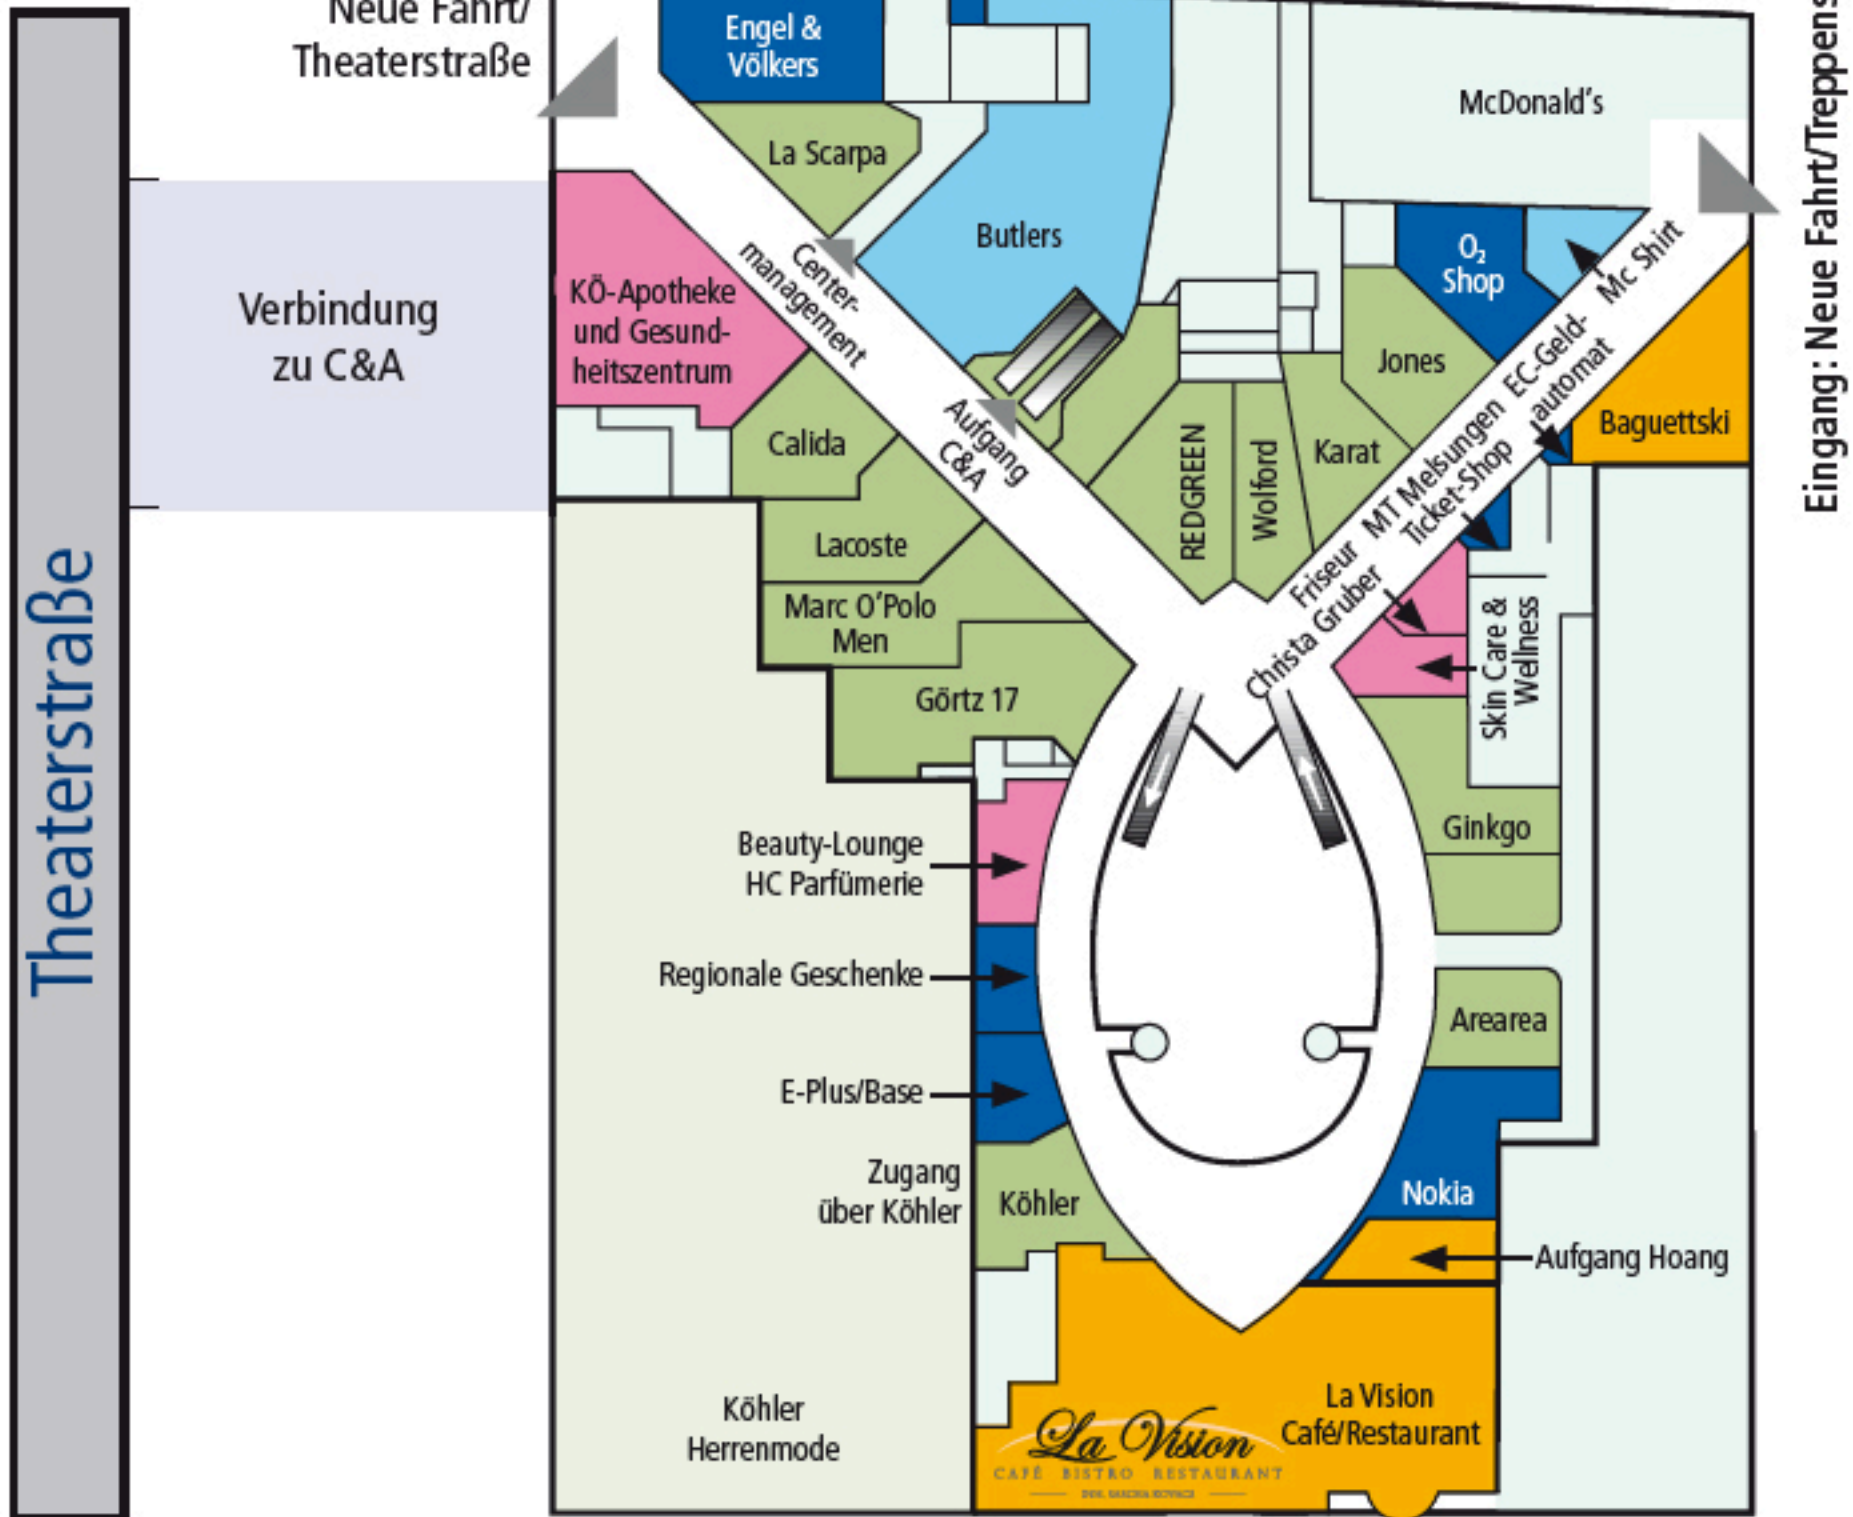 Neue Fahrt/
Theaterstraße
Engel &
Völkers
La Scarpa
Butlers
McDonald's
Eingang: Neue Fahrt/Treppens
O₂
Shop
Mc Shirt
Verbindung
zu C&A
KÖ-Apotheke
und Gesund-
heitszentrum
Center-
management
Aufgang
C&A
Calida
Lacoste
Marc O'Polo
Men
Görtz 17
REDGREEN
Wolford
Karat
Jones
EC-Geld-
automat
Baguettski
MT Melsungen
Ticket-Shop
Friseur
Christa Gruber
Skin Care &
Wellness
Theaterstraße
Beauty-Lounge
HC Parfümerie
Regionale Geschenke
E-Plus/Base
Zugang
über Köhler
Köhler
Ginkgo
Arearea
Nokia
Aufgang Hoang
Köhler
Herrenmode
La Vision
CAFÉ BISTRO RESTAURANT
La Vision
Café/Restaurant